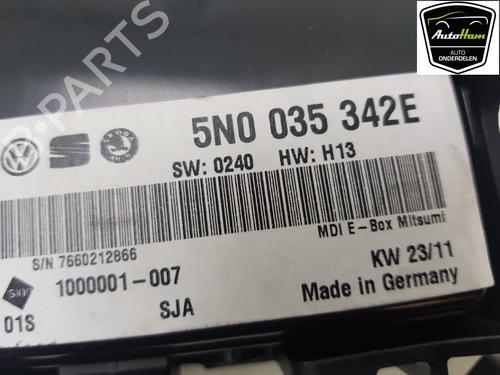 AutoHam
AUTO
ONDERDELEN
B-PARTS
5N0 035 342E
SW: 0240 HW: H13
MDI E-Box Mitsumi
S/N 7660212866
KW 23/11
1000001-007
Made in Germany
01S
SJA